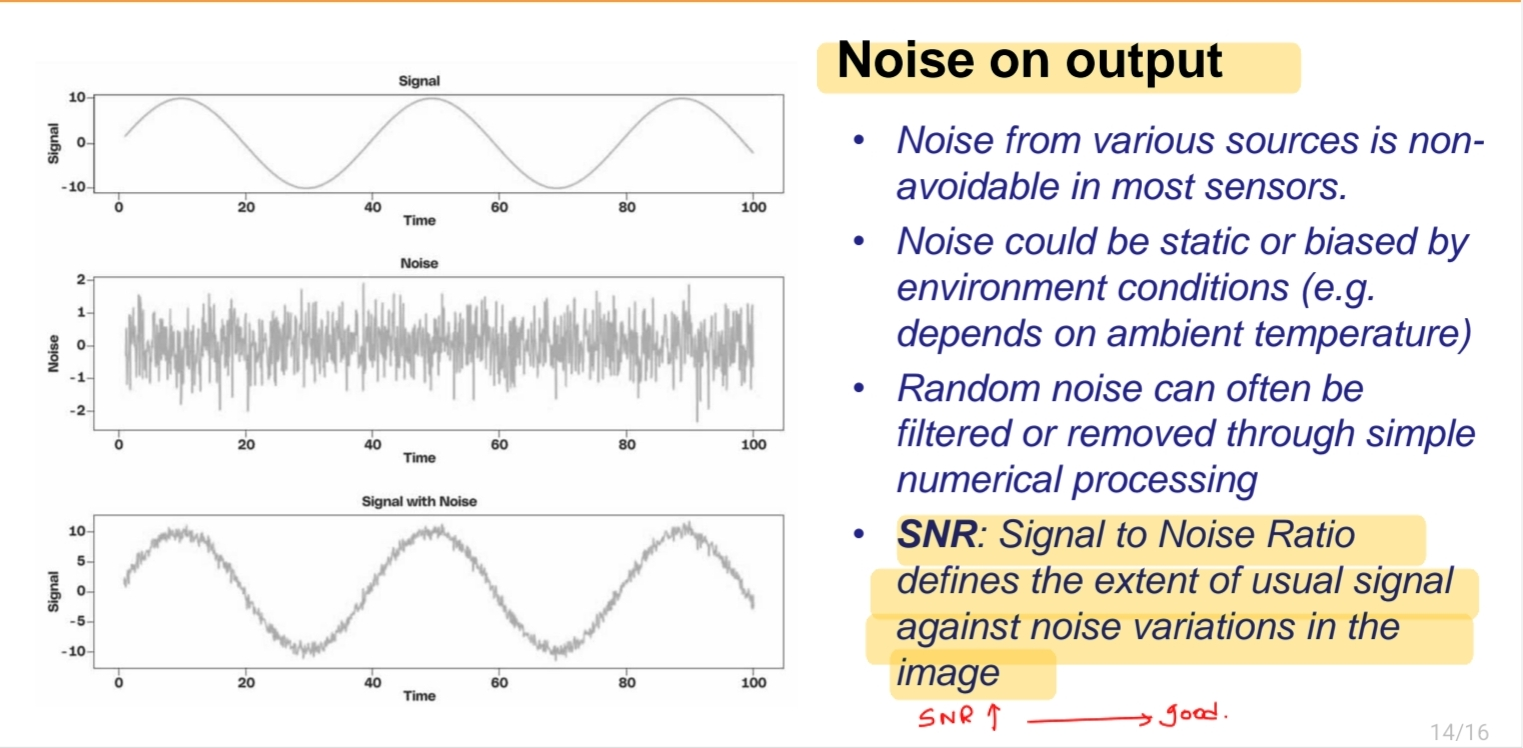 Signal
10
0
-10
Signal
0 20 40 60 80 100
Time
Noise
2
1
0
-1
-2
Noise
0 20 40 60 80 100
Time
Signal with Noise
10
5
0
-5
-10
Signal
0 20 40 60 80 100
Time
Noise on output
• Noise from various sources is non-
avoidable in most sensors.
• Noise could be static or biased by
environment conditions (e.g.
depends on ambient temperature)
• Random noise can often be
filtered or removed through simple
numerical processing
• SNR: Signal to Noise Ratio
defines the extent of usual signal
against noise variations in the
image
SNR ↑ → good.
14/16